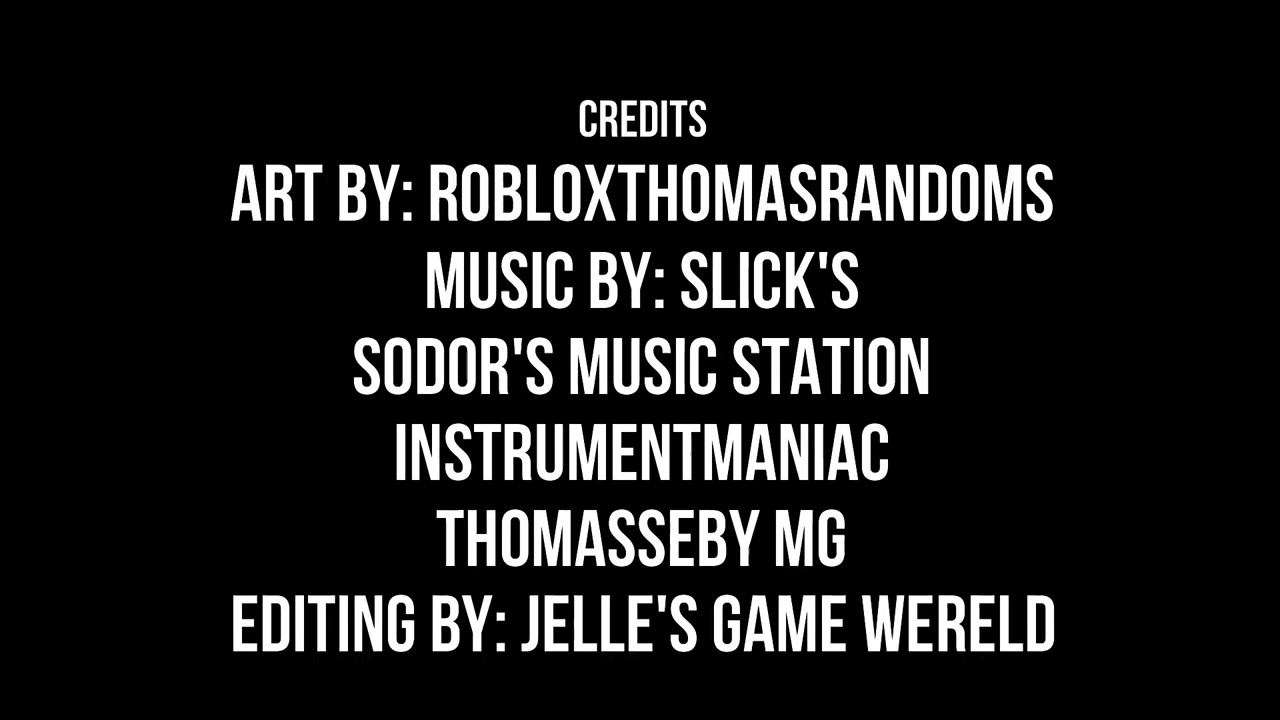 CREDITS
ART BY: ROBLOXTHOMASRANDOMS
MUSIC BY: SLICK'S
SODOR'S MUSIC STATION
INSTRUMENTMANIAC
THOMASSEBY MG
EDITING BY: JELLE'S GAME WERELD